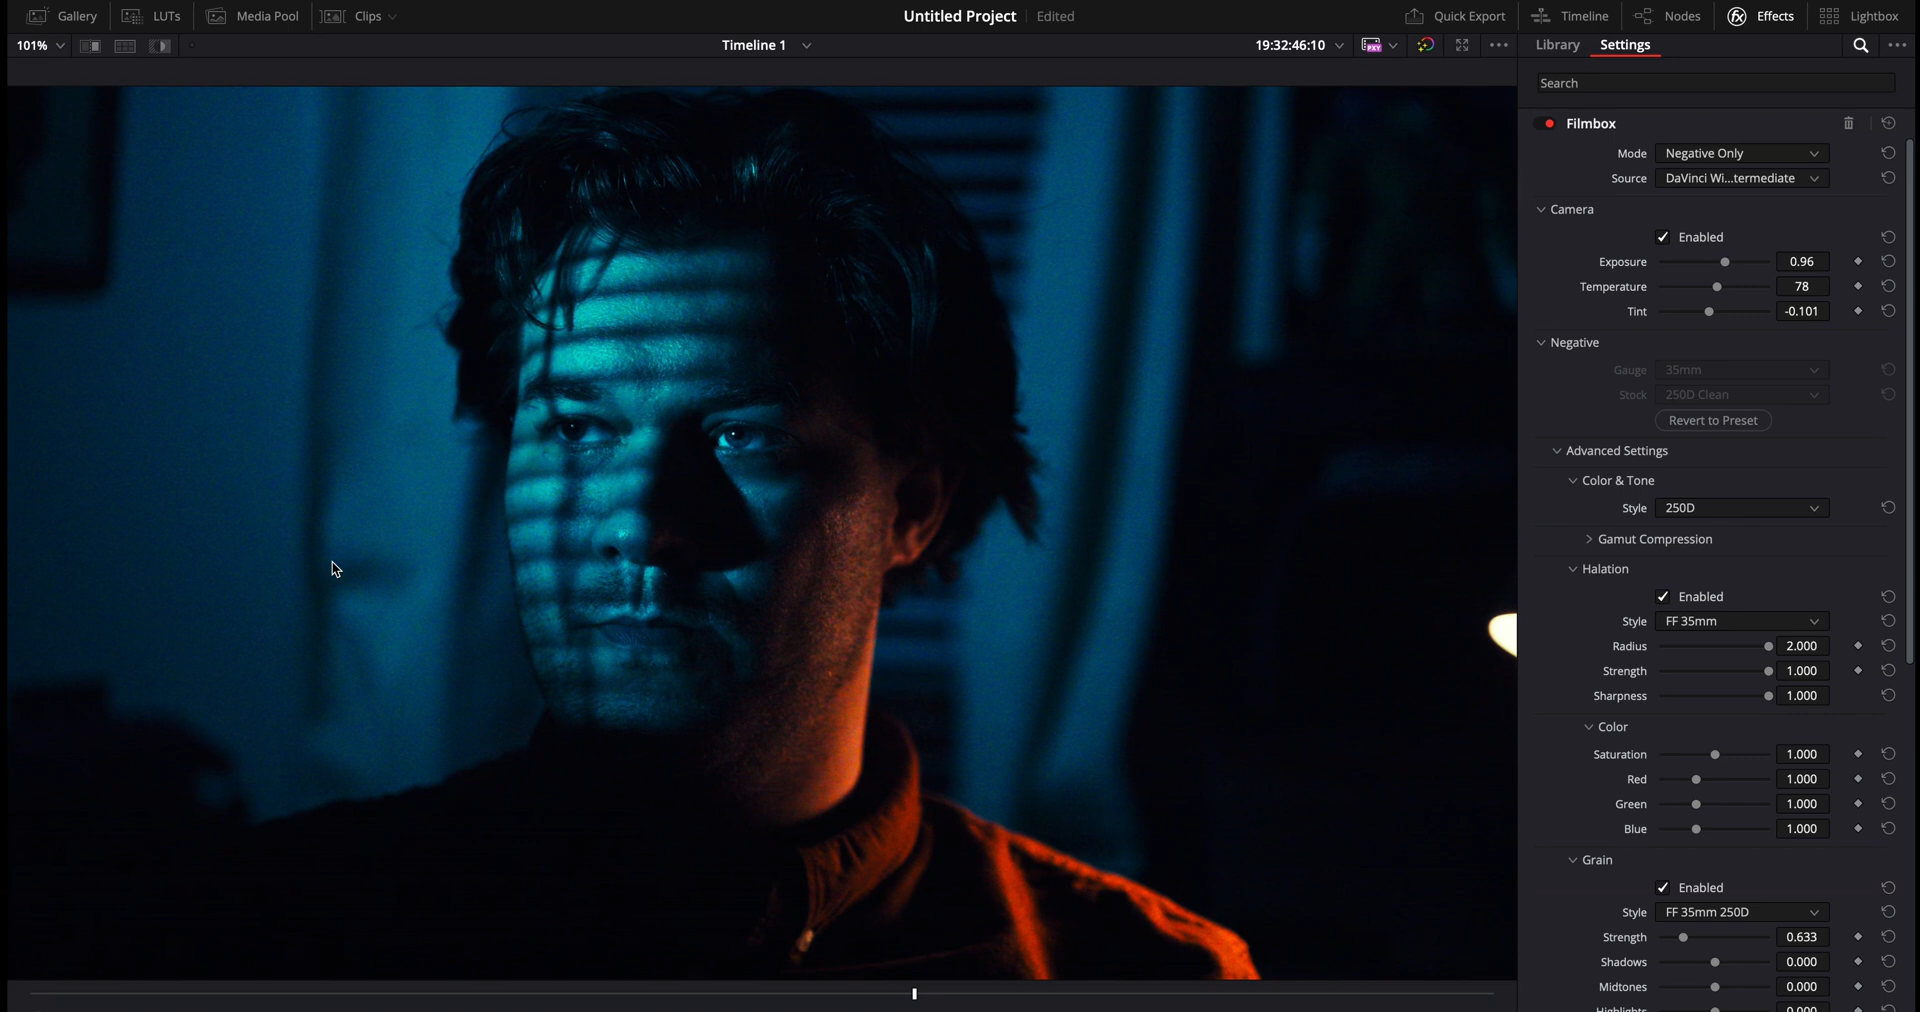 Gallery LUTs Media Pool Clips Untitled Project Edited Quick Export Timeline Nodes Effects Lightbox
101% Timeline 1 19:32:46:10 PXY Library Settings
Search
Filmbox
Mode Negative Only
Source DaVinci Wi...termediate
Camera
Enabled
Exposure 0.96
Temperature 78
Tint -0.101
Negative
Gauge 35mm
Stock 250D Clean
Revert to Preset
Advanced Settings
Color & Tone
Style 250D
Gamut Compression
Halation
Enabled
Style FF 35mm
Radius 2.000
Strength 1.000
Sharpness 1.000
Color
Saturation 1.000
Red 1.000
Green 1.000
Blue 1.000
Grain
Enabled
Style FF 35mm 250D
Strength 0.633
Shadows 0.000
Midtones 0.000
Highlights 0.000